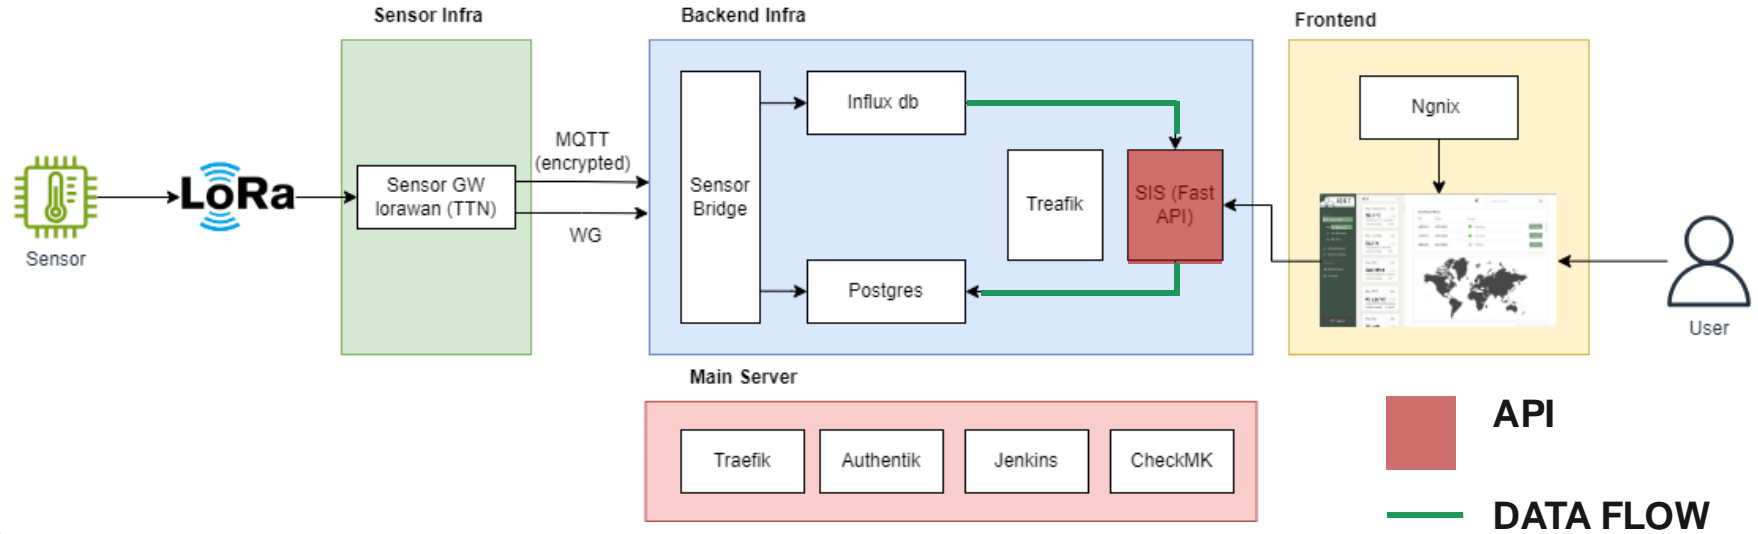 Sensor Infra
Backend Infra
Frontend
Sensor
LoRa
Sensor GW
lorawan (TTN)
MQTT
(encrypted)
WG
Sensor
Bridge
Influx db
Postgres
Treafik
SIS (Fast
API)
Ngnix
User
Main Server
Traefik
Authentik
Jenkins
CheckMK
API
DATA FLOW